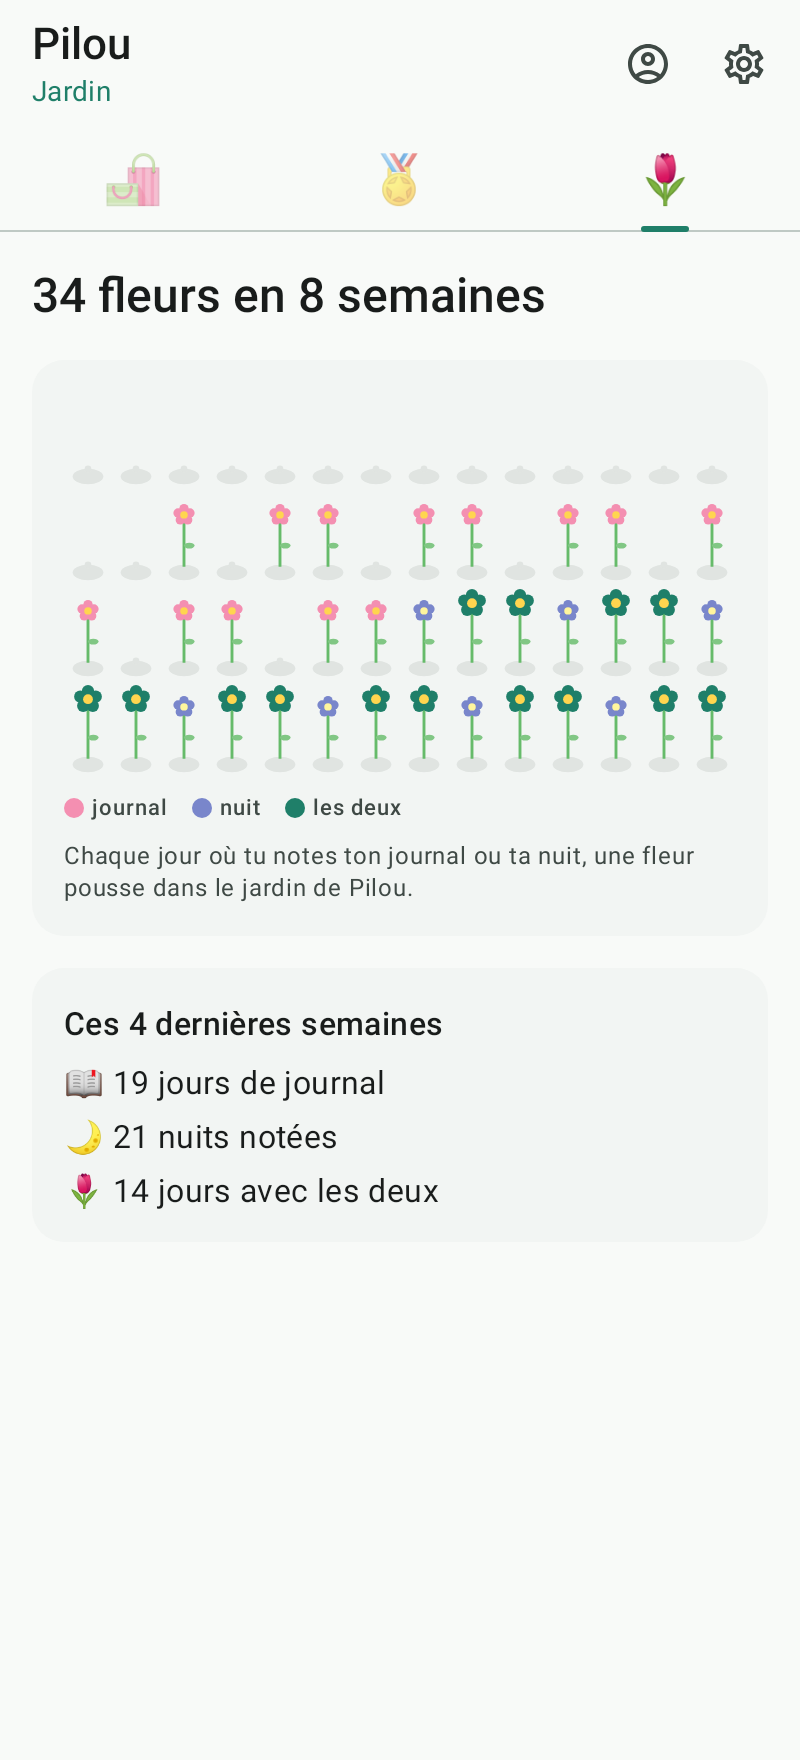 Pilou
Jardin
34 fleurs en 8 semaines
journal nuit les deux
Chaque jour où tu notes ton journal ou ta nuit, une fleur
pousse dans le jardin de Pilou.
Ces 4 dernières semaines
19 jours de journal
21 nuits notées
14 jours avec les deux